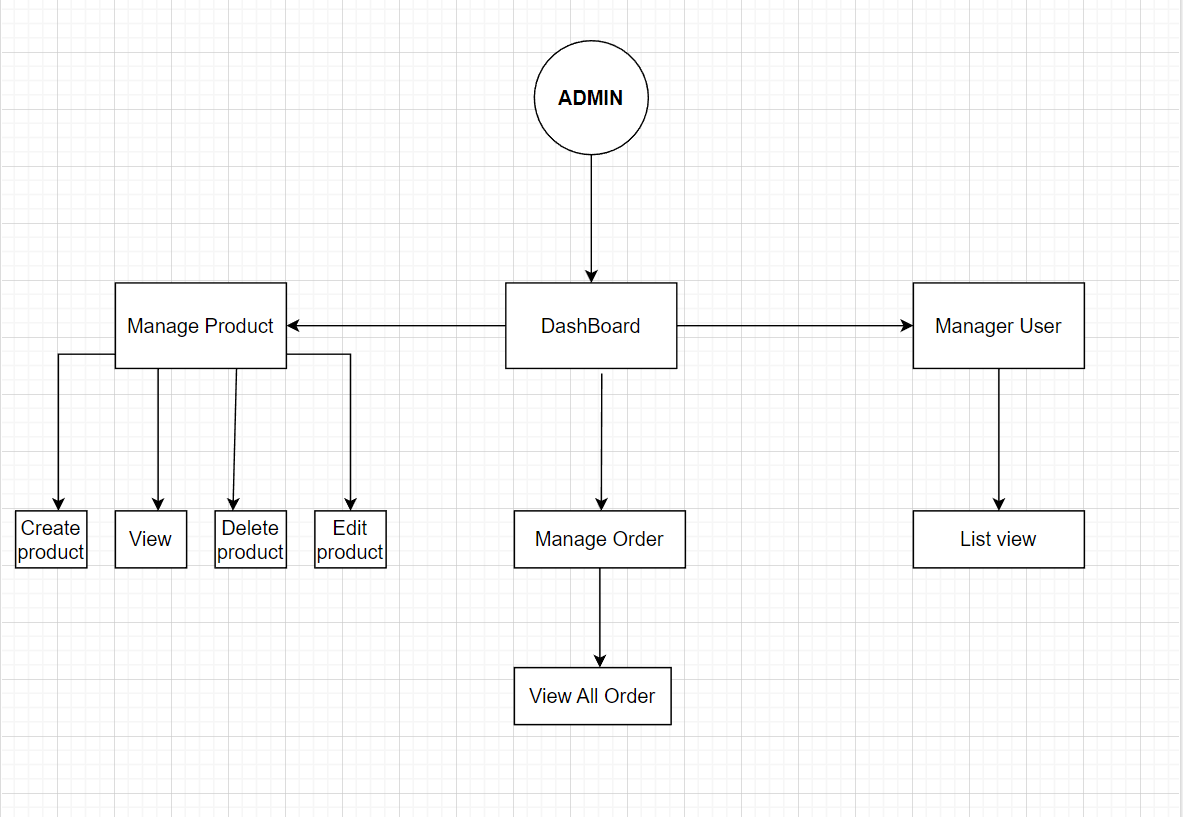 ADMIN
Manage Product
DashBoard
Manager User
Create
product
View
Delete
product
Edit
product
Manage Order
List view
View All Order